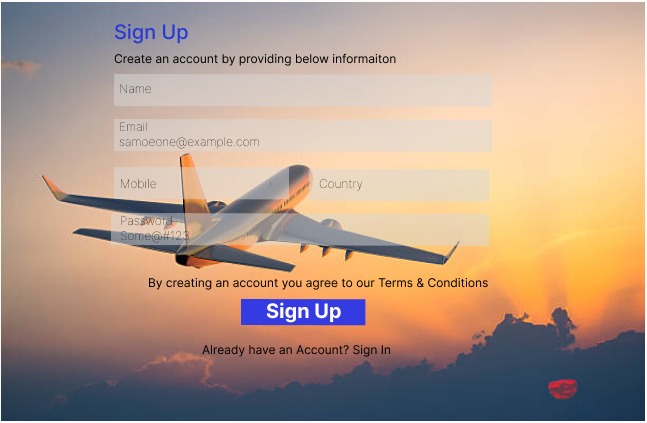 Sign Up
Create an account by providing below informaiton
Name
Email
samoeone@example.com
Mobile Country
Password
Some@#123
By creating an account you agree to our Terms & Conditions
Sign Up
Already have an Account? Sign In